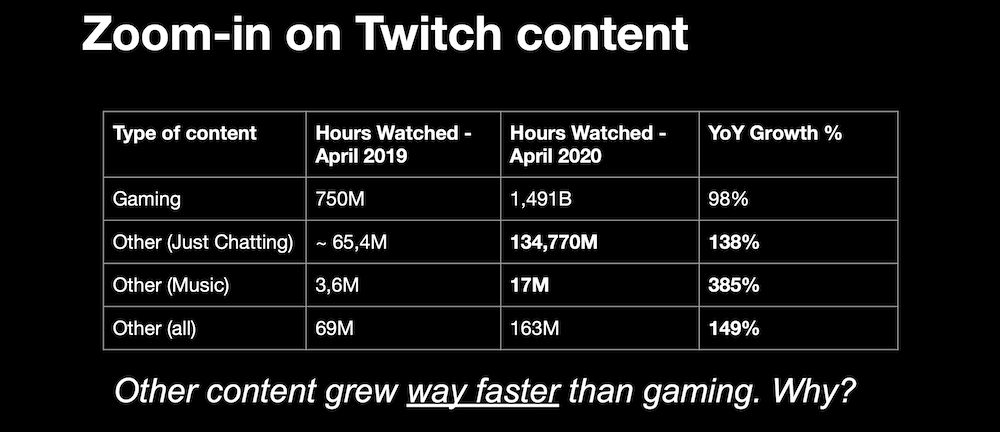 Zoom-in on Twitch content
Type of content
Hours Watched -
April 2019
Hours Watched -
April 2020
YoY Growth %
Gaming
750M
1,491B
98%
Other (Just Chatting)
~ 65,4M
134,770M
138%
Other (Music)
3,6M
17M
385%
Other (all)
69M
163M
149%
Other content grew way faster than gaming. Why?